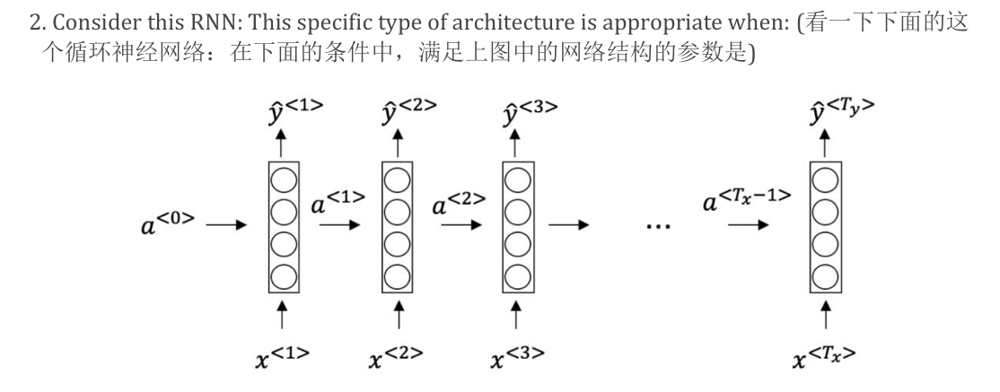 2. Consider this RNN: This specific type of architecture is appropriate when: (看一下下面的这
个循环神经网络：在下面的条件中，满足上图中的网络结构的参数是)
ŷ<1> ŷ<2> ŷ<3> ŷ<Ty>
a<0> a<1> a<2> ... a<Tx−1>
x<1> x<2> x<3> x<Tx>